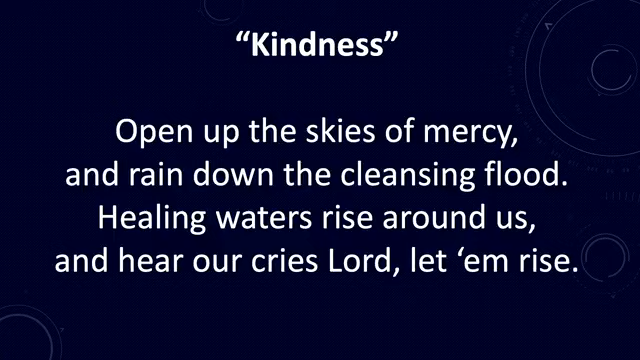 “Kindness”
Open up the skies of mercy,
and rain down the cleansing flood.
Healing waters rise around us,
and hear our cries Lord, let ‘em rise.